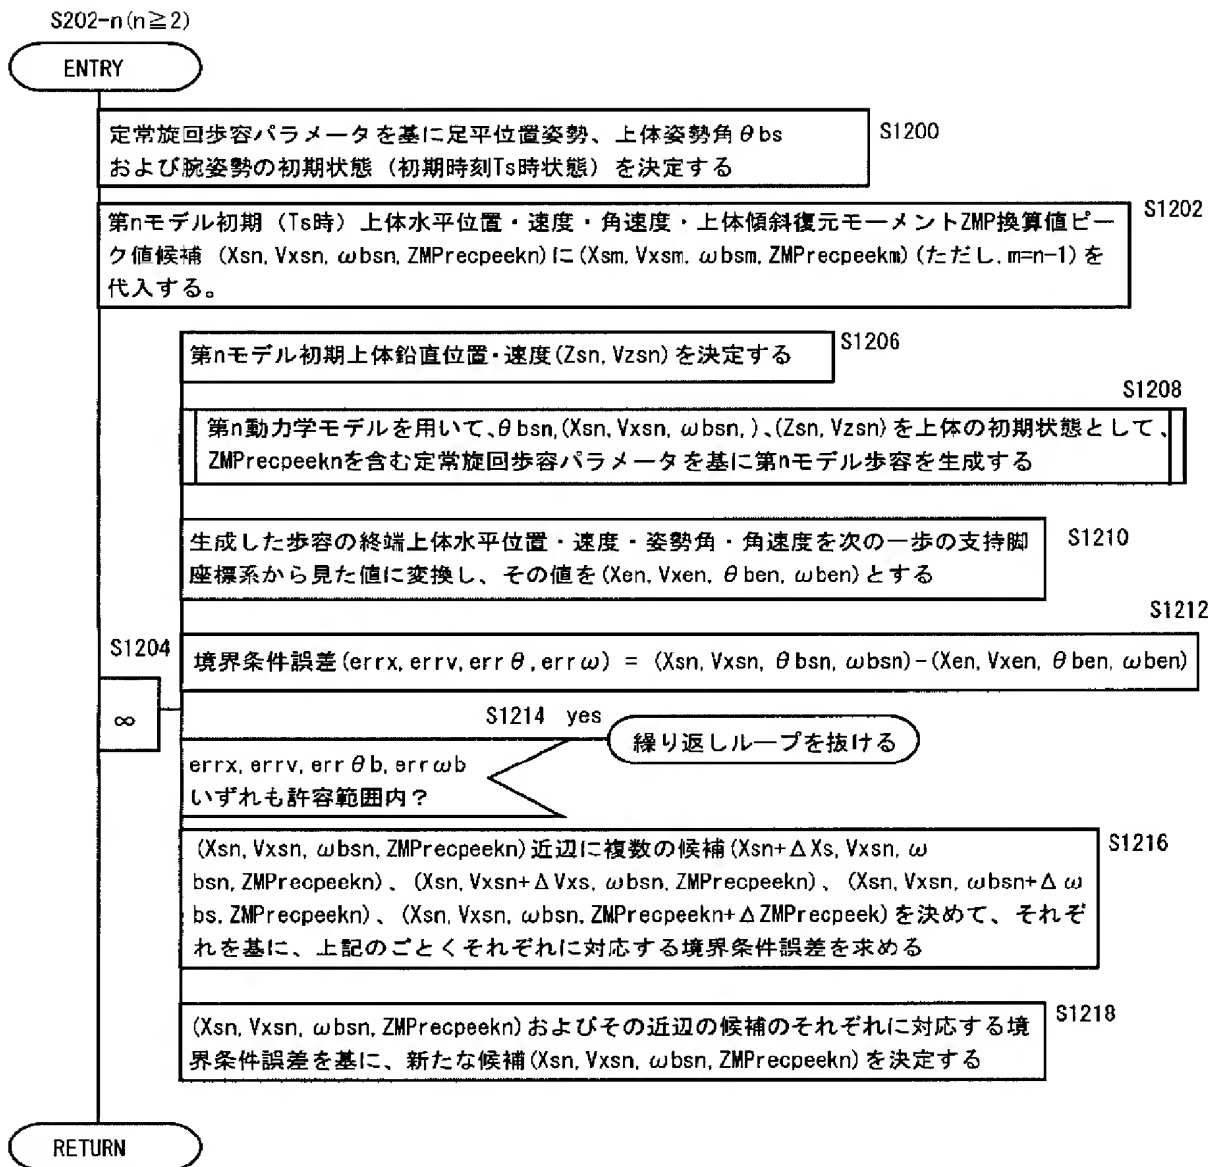 S202-n(n≧2)
ENTRY
定常旋回歩容パラメータを基に足平位置姿勢、上体姿勢角θbs
および腕姿勢の初期状態（初期時刻Ts時状態）を決定する
S1200
第nモデル初期（Ts時）上体水平位置・速度・角速度・上体傾斜復元モーメントZMP換算値ピー
ク値候補 (Xsn, Vxsn, ωbsn, ZMPrecpeekn)に(Xsm, Vxsm, ωbsm, ZMPrecpeekm)(ただし, m=n-1)を
代入する。
S1202
第nモデル初期上体鉛直位置・速度(Zsn, Vzsn)を決定する
S1206
S1208
第n動力学モデルを用いて、θbsn,(Xsn, Vxsn, ωbsn,)、(Zsn, Vzsn)を上体の初期状態として、
ZMPrecpeeknを含む定常旋回歩容パラメータを基に第nモデル歩容を生成する
生成した歩容の終端上体水平位置・速度・姿勢角・角速度を次の一歩の支持脚
座標系から見た値に変換し、その値を(Xen, Vxen, θben, ωben)とする
S1210
S1212
S1204
境界条件誤差(errx, errv, errθ, errω) = (Xsn, Vxsn, θbsn, ωbsn)-(Xen, Vxen, θben, ωben)
∞
S1214 yes
繰り返しループを抜ける
errx, errv, errθb, errωb
いずれも許容範囲内？
(Xsn, Vxsn, ωbsn, ZMPrecpeekn)近辺に複数の候補(Xsn+ΔXs, Vxsn, ω
bsn, ZMPrecpeekn)、(Xsn, Vxsn+ΔVxs, ωbsn, ZMPrecpeekn)、(Xsn, Vxsn, ωbsn+Δω
bs, ZMPrecpeekn)、(Xsn, Vxsn, ωbsn, ZMPrecpeekn+ΔZMPrecpeek)を決めて、それぞ
れを基に、上記のごとくそれぞれに対応する境界条件誤差を求める
S1216
(Xsn, Vxsn, ωbsn, ZMPrecpeekn)およびその近辺の候補のそれぞれに対応する境
界条件誤差を基に、新たな候補(Xsn, Vxsn, ωbsn, ZMPrecpeekn)を決定する
S1218
RETURN